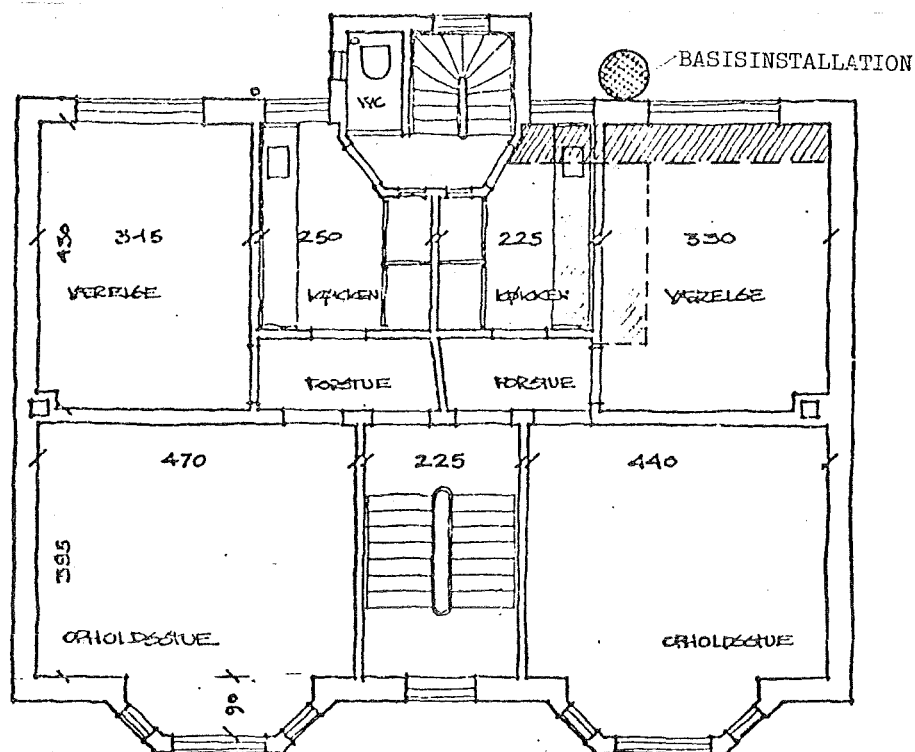 BASISINSTALLATION
WC
430
315
250
225
330
VÆRELSE
KØKKEN
KØKKEN
VÆRELSE
FORSTUE
FORSTUE
470
225
440
395
OPHOLDSSTUE
OPHOLDSSTUE
90